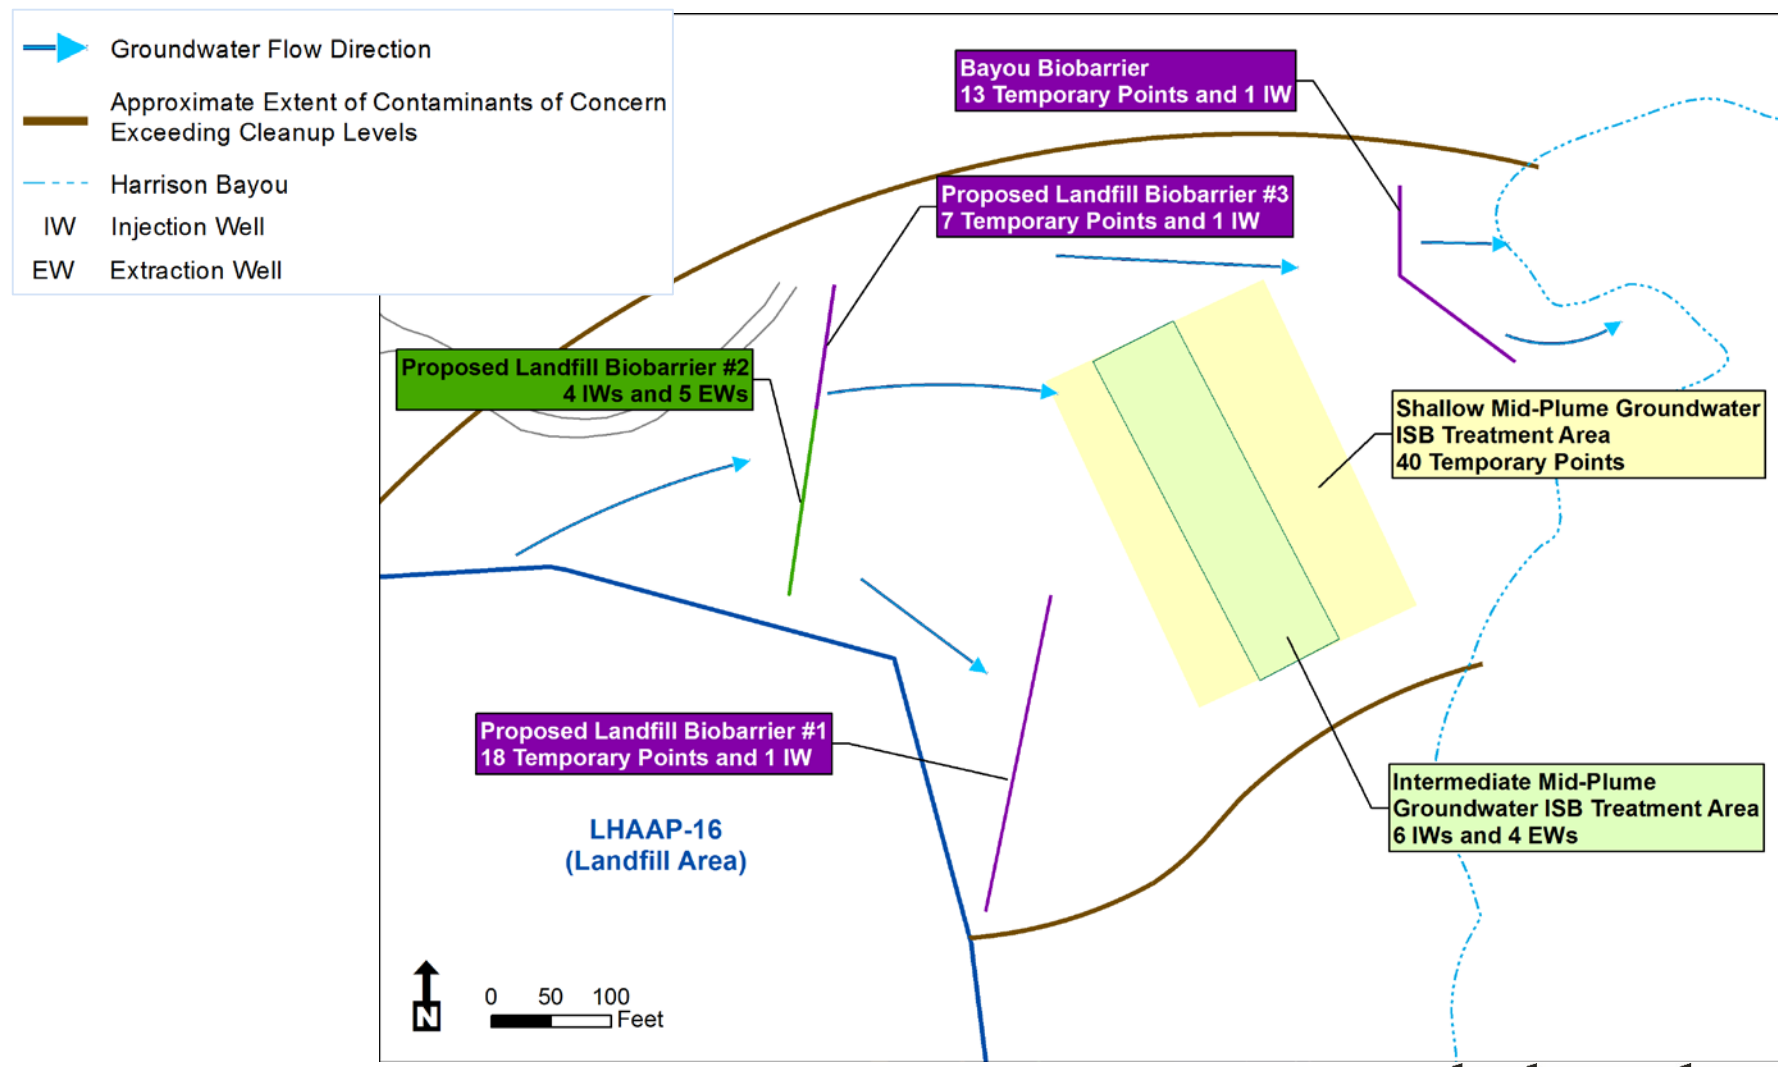 Groundwater Flow Direction
Approximate Extent of Contaminants of Concern
Exceeding Cleanup Levels
Harrison Bayou
IW Injection Well
EW Extraction Well
Bayou Biobarrier
13 Temporary Points and 1 IW
Proposed Landfill Biobarrier #3
7 Temporary Points and 1 IW
Proposed Landfill Biobarrier #2
4 IWs and 5 EWs
Shallow Mid-Plume Groundwater
ISB Treatment Area
40 Temporary Points
Proposed Landfill Biobarrier #1
18 Temporary Points and 1 IW
Intermediate Mid-Plume
Groundwater ISB Treatment Area
6 IWs and 4 EWs
LHAAP-16
(Landfill Area)
N
0 50 100
Feet